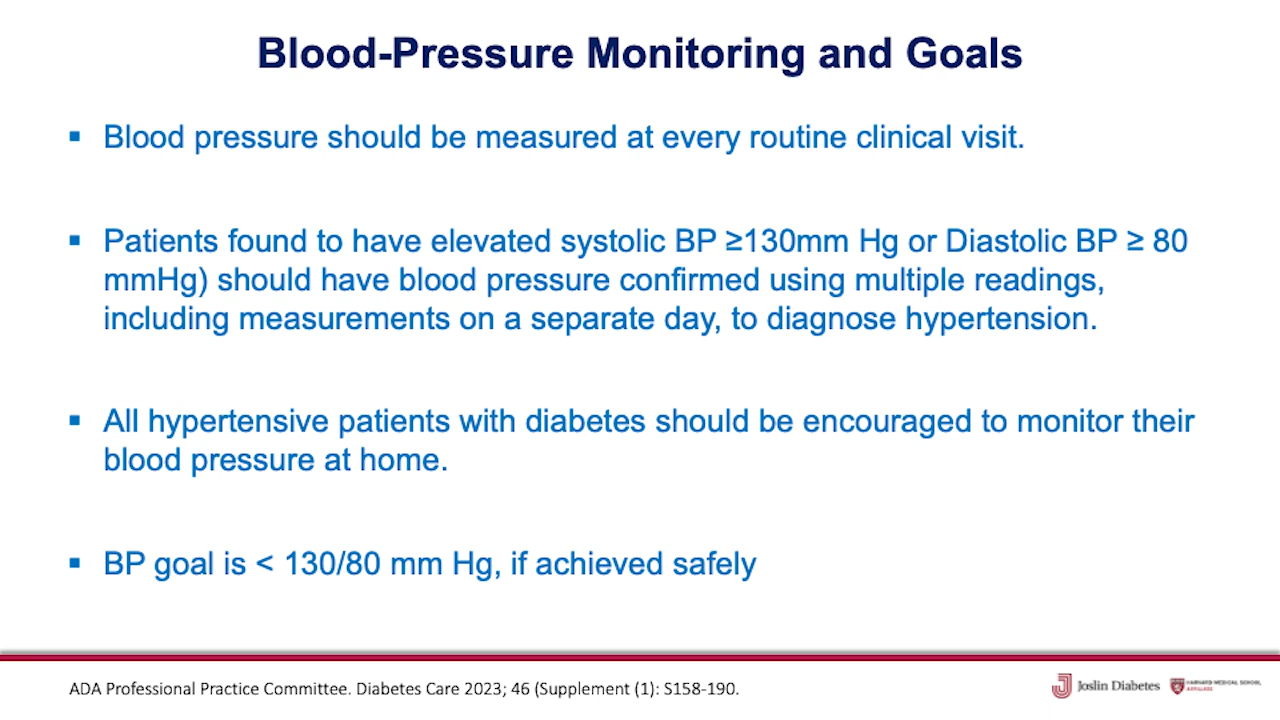 Blood-Pressure Monitoring and Goals
▪ Blood pressure should be measured at every routine clinical visit.
▪ Patients found to have elevated systolic BP ≥130mm Hg or Diastolic BP ≥ 80
mmHg) should have blood pressure confirmed using multiple readings,
including measurements on a separate day, to diagnose hypertension.
▪ All hypertensive patients with diabetes should be encouraged to monitor their
blood pressure at home.
▪ BP goal is < 130/80 mm Hg, if achieved safely
ADA Professional Practice Committee. Diabetes Care 2023; 46 (Supplement (1): S158-190.
Joslin Diabetes
HARVARD MEDICAL SCHOOL
AFFILIATE